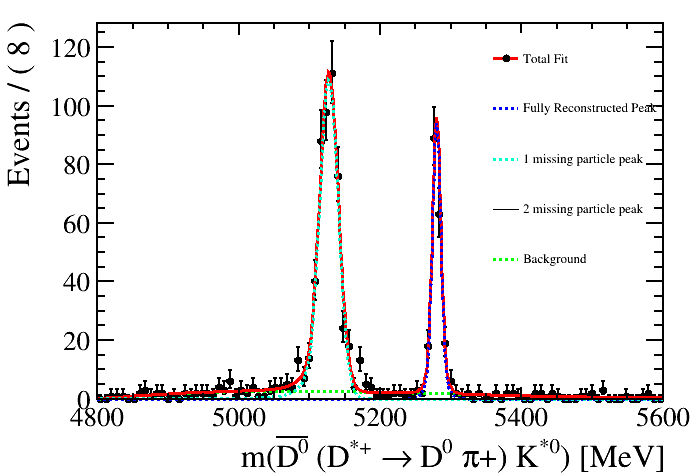 Events / ( 8 )
120
100
80
60
40
20
0
4800 5000 5200 5400 5600
m(D⁰ (D*⁺ → D⁰ π+) K*⁰) [MeV]
Total Fit
Fully Reconstructed Peak
1 missing particle peak
2 missing particle peak
Background